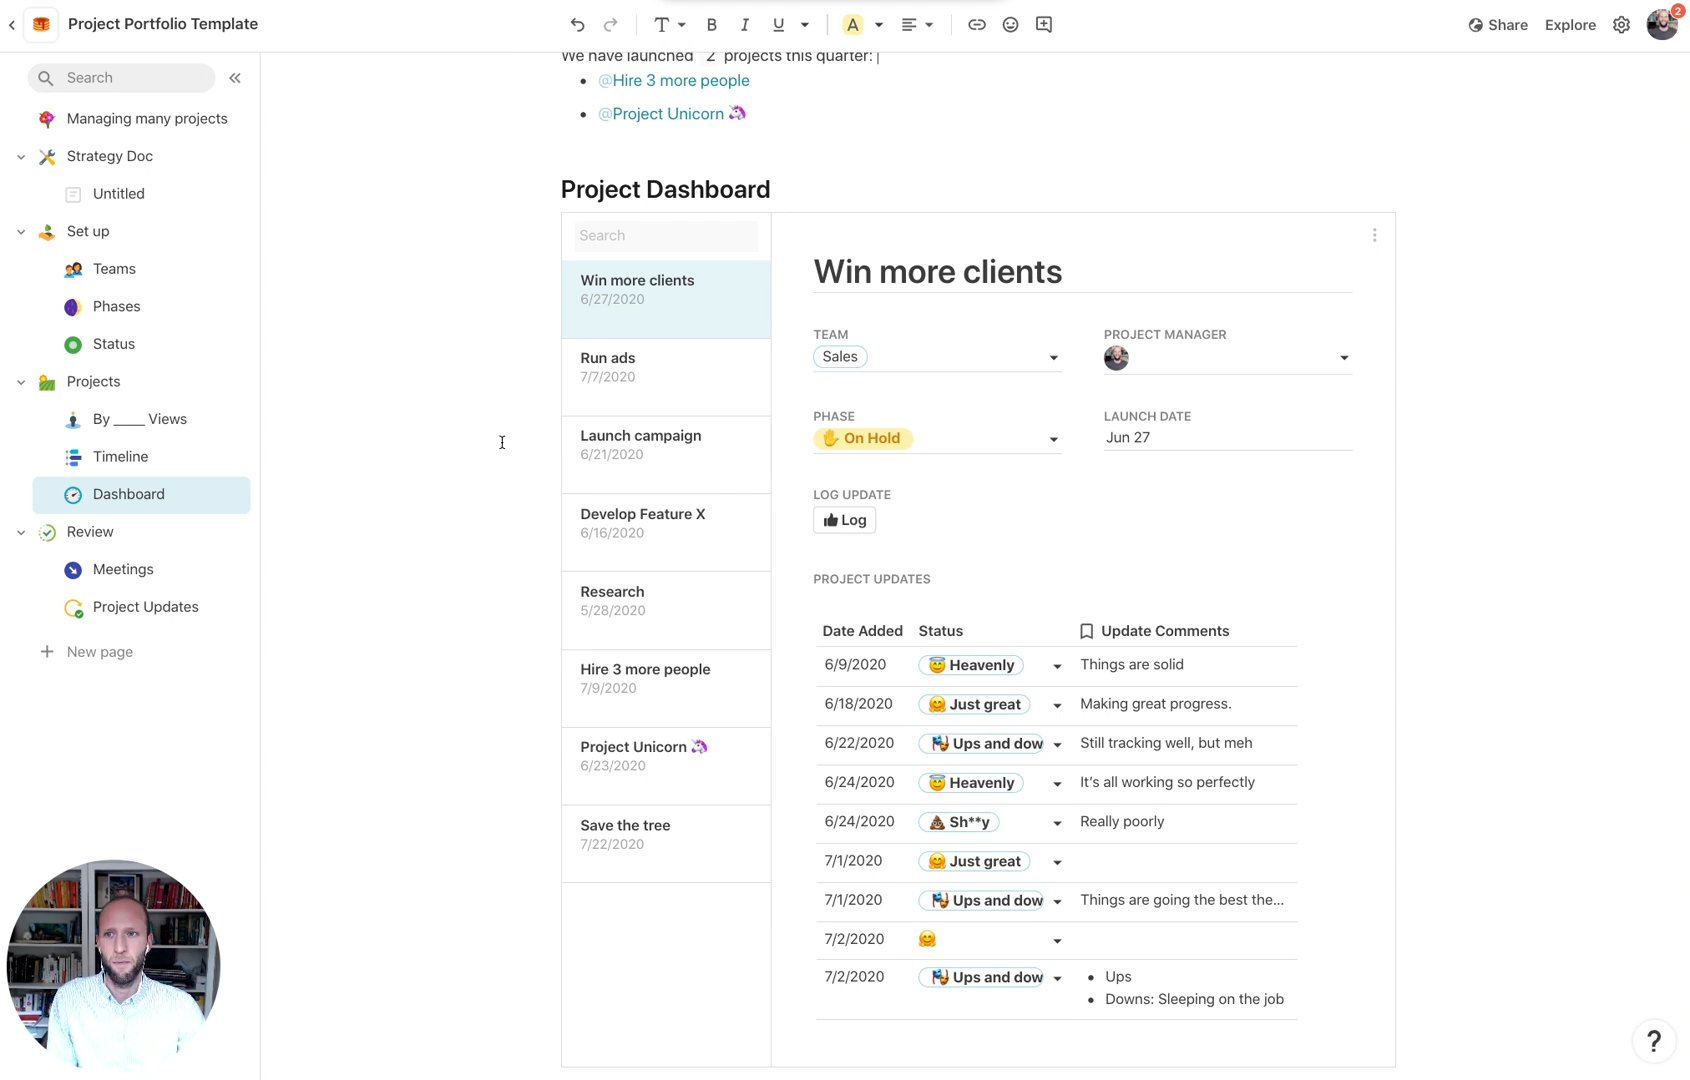 Project Portfolio Template
T
B
I
U
A
Share
Explore
2
Search
Managing many projects
Strategy Doc
Untitled
Set up
Teams
Phases
Status
Projects
By ____ Views
Timeline
Dashboard
Review
Meetings
Project Updates
New page
We have launched 2 projects this quarter:
@Hire 3 more people
@Project Unicorn 🦄
Project Dashboard
Search
Win more clients
6/27/2020
Run ads
7/7/2020
Launch campaign
6/21/2020
Develop Feature X
6/16/2020
Research
5/28/2020
Hire 3 more people
7/9/2020
Project Unicorn 🦄
6/23/2020
Save the tree
7/22/2020
Win more clients
TEAM
Sales
PROJECT MANAGER
PHASE
✋ On Hold
LAUNCH DATE
Jun 27
LOG UPDATE
Log
PROJECT UPDATES
Date Added Status Update Comments
6/9/2020 😇 Heavenly Things are solid
6/18/2020 🤗 Just great Making great progress.
6/22/2020 🎭 Ups and dow Still tracking well, but meh
6/24/2020 😇 Heavenly It's all working so perfectly
6/24/2020 💩 Sh**y Really poorly
7/1/2020 🤗 Just great
7/1/2020 🎭 Ups and dow Things are going the best the...
7/2/2020 🤗
7/2/2020 🎭 Ups and dow • Ups
• Downs: Sleeping on the job
?